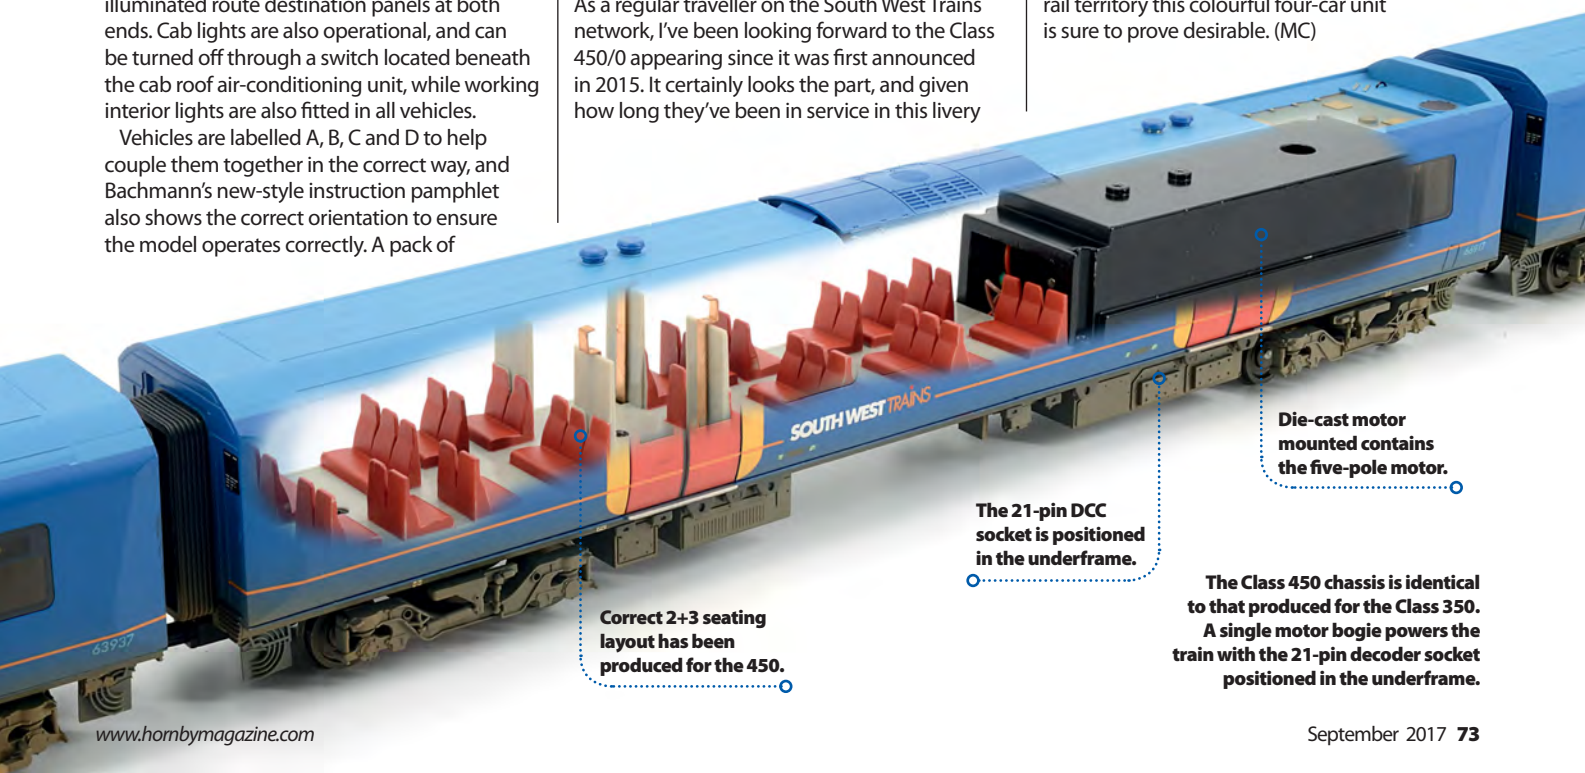 illuminated route destination panels at both
ends. Cab lights are also operational, and can
be turned off through a switch located beneath
the cab roof air-conditioning unit, while working
interior lights are also fitted in all vehicles.
Vehicles are labelled A, B, C and D to help
couple them together in the correct way, and
Bachmann's new-style instruction pamphlet
also shows the correct orientation to ensure
the model operates correctly. A pack of
As a regular traveller on the South West Trains
network, I've been looking forward to the Class
450/0 appearing since it was first announced
in 2015. It certainly looks the part, and given
how long they've been in service in this livery
rail territory this colourful four-car unit
is sure to prove desirable. (MC)
SOUTH WEST TRAINS
63937
Die-cast motor
mounted contains
the five-pole motor.
The 21-pin DCC
socket is positioned
in the underframe.
Correct 2+3 seating
layout has been
produced for the 450.
The Class 450 chassis is identical
to that produced for the Class 350.
A single motor bogie powers the
train with the 21-pin decoder socket
positioned in the underframe.
www.hornbymagazine.com
September 2017 73